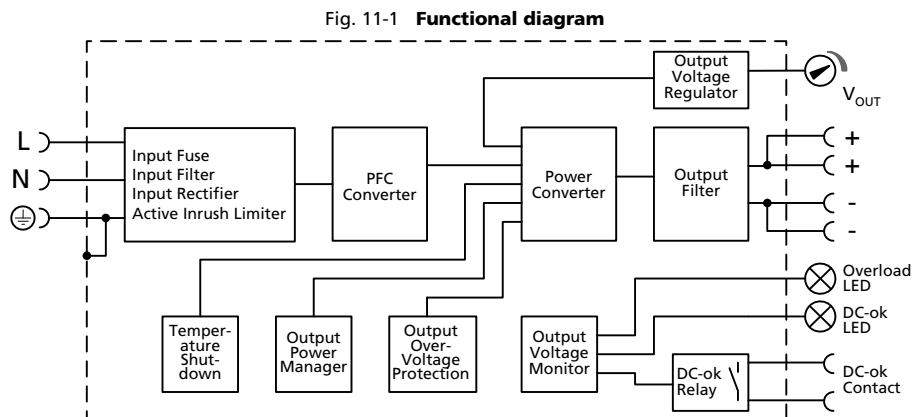 Fig. 11-1 Functional diagram
Output
Voltage
Regulator
V_OUT
L
N
Input Fuse
Input Filter
Input Rectifier
Active Inrush Limiter
PFC
Converter
Power
Converter
Output
Filter
+
+
-
-
Temper-
ature
Shut-
down
Output
Power
Manager
Output
Over-
Voltage
Protection
Output
Voltage
Monitor
DC-ok
Relay
Overload
LED
DC-ok
LED
DC-ok
Contact